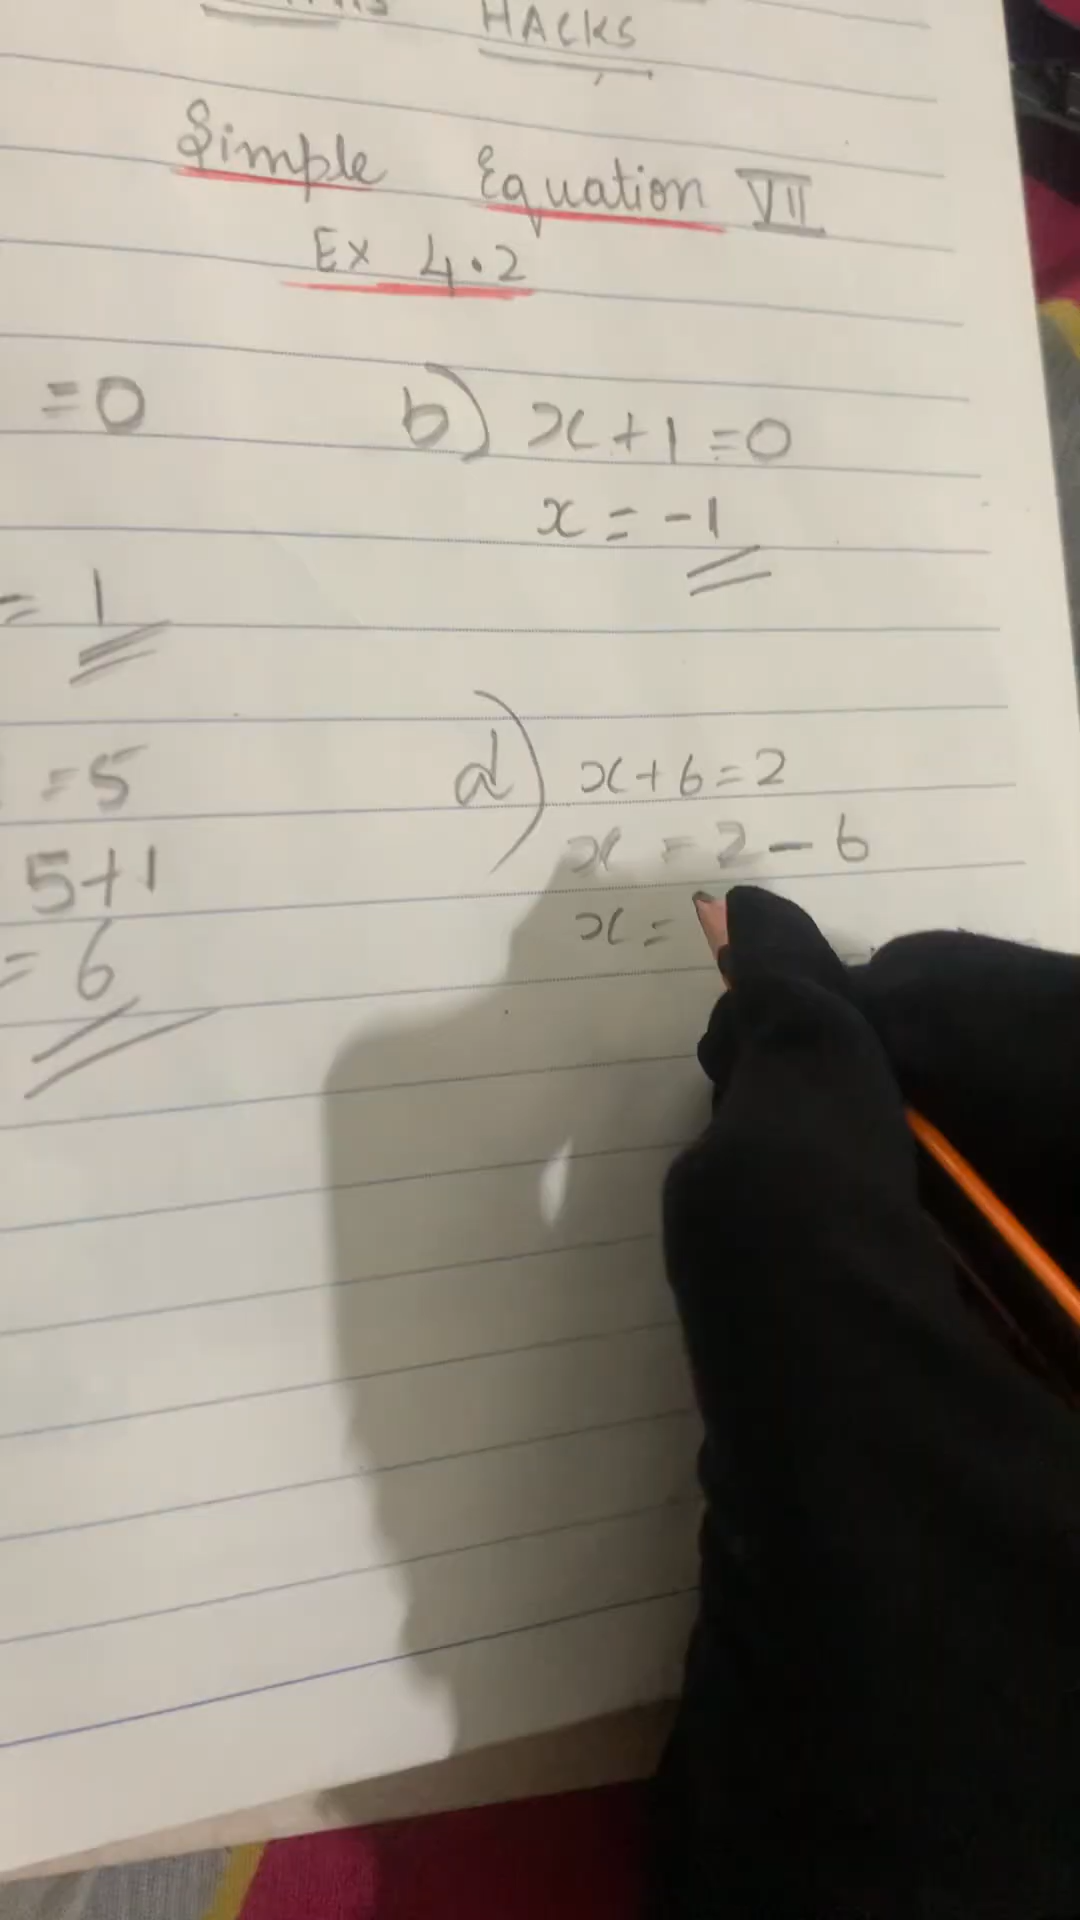 HACKS
Simple Equation VII
Ex 4.2
=0
b) x+1=0
x = -1
= 1
=5
d) x+6=2
5+1
x = 2 - 6
= 6
x =